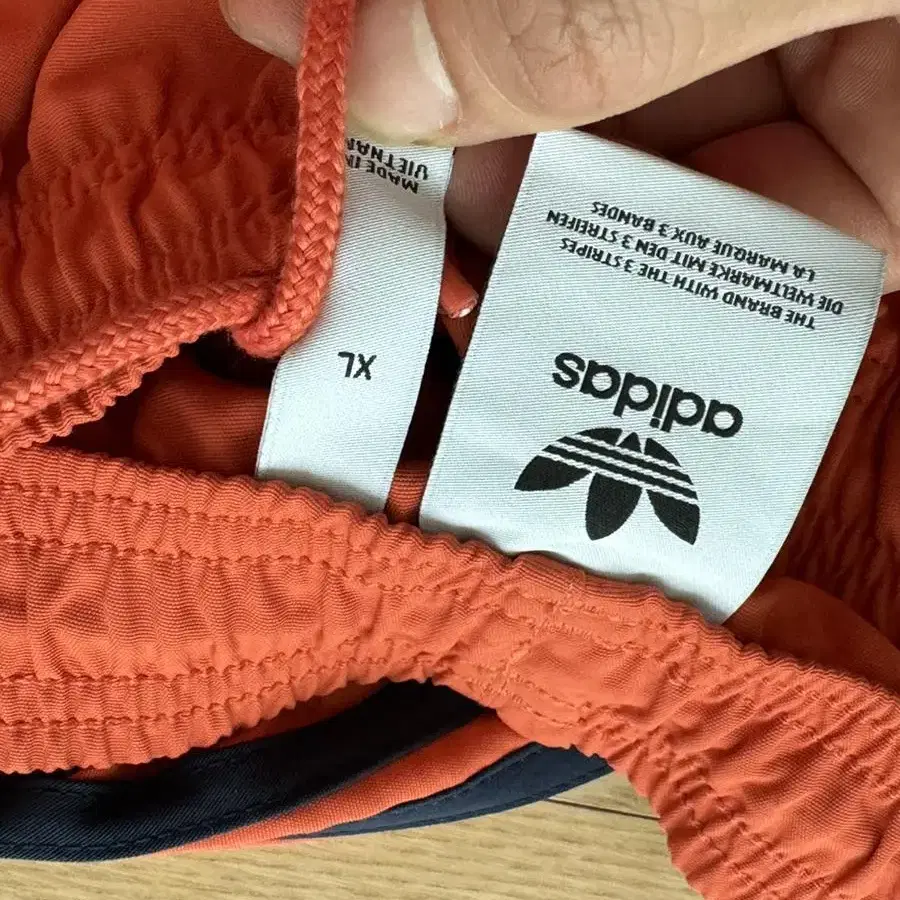 MADE IN
VIETNAM
XL
adidas
THE BRAND WITH THE 3 STRIPES
DIE WELTMARKE MIT DEN 3 STREIFEN
LA MARQUE AUX 3 BANDES